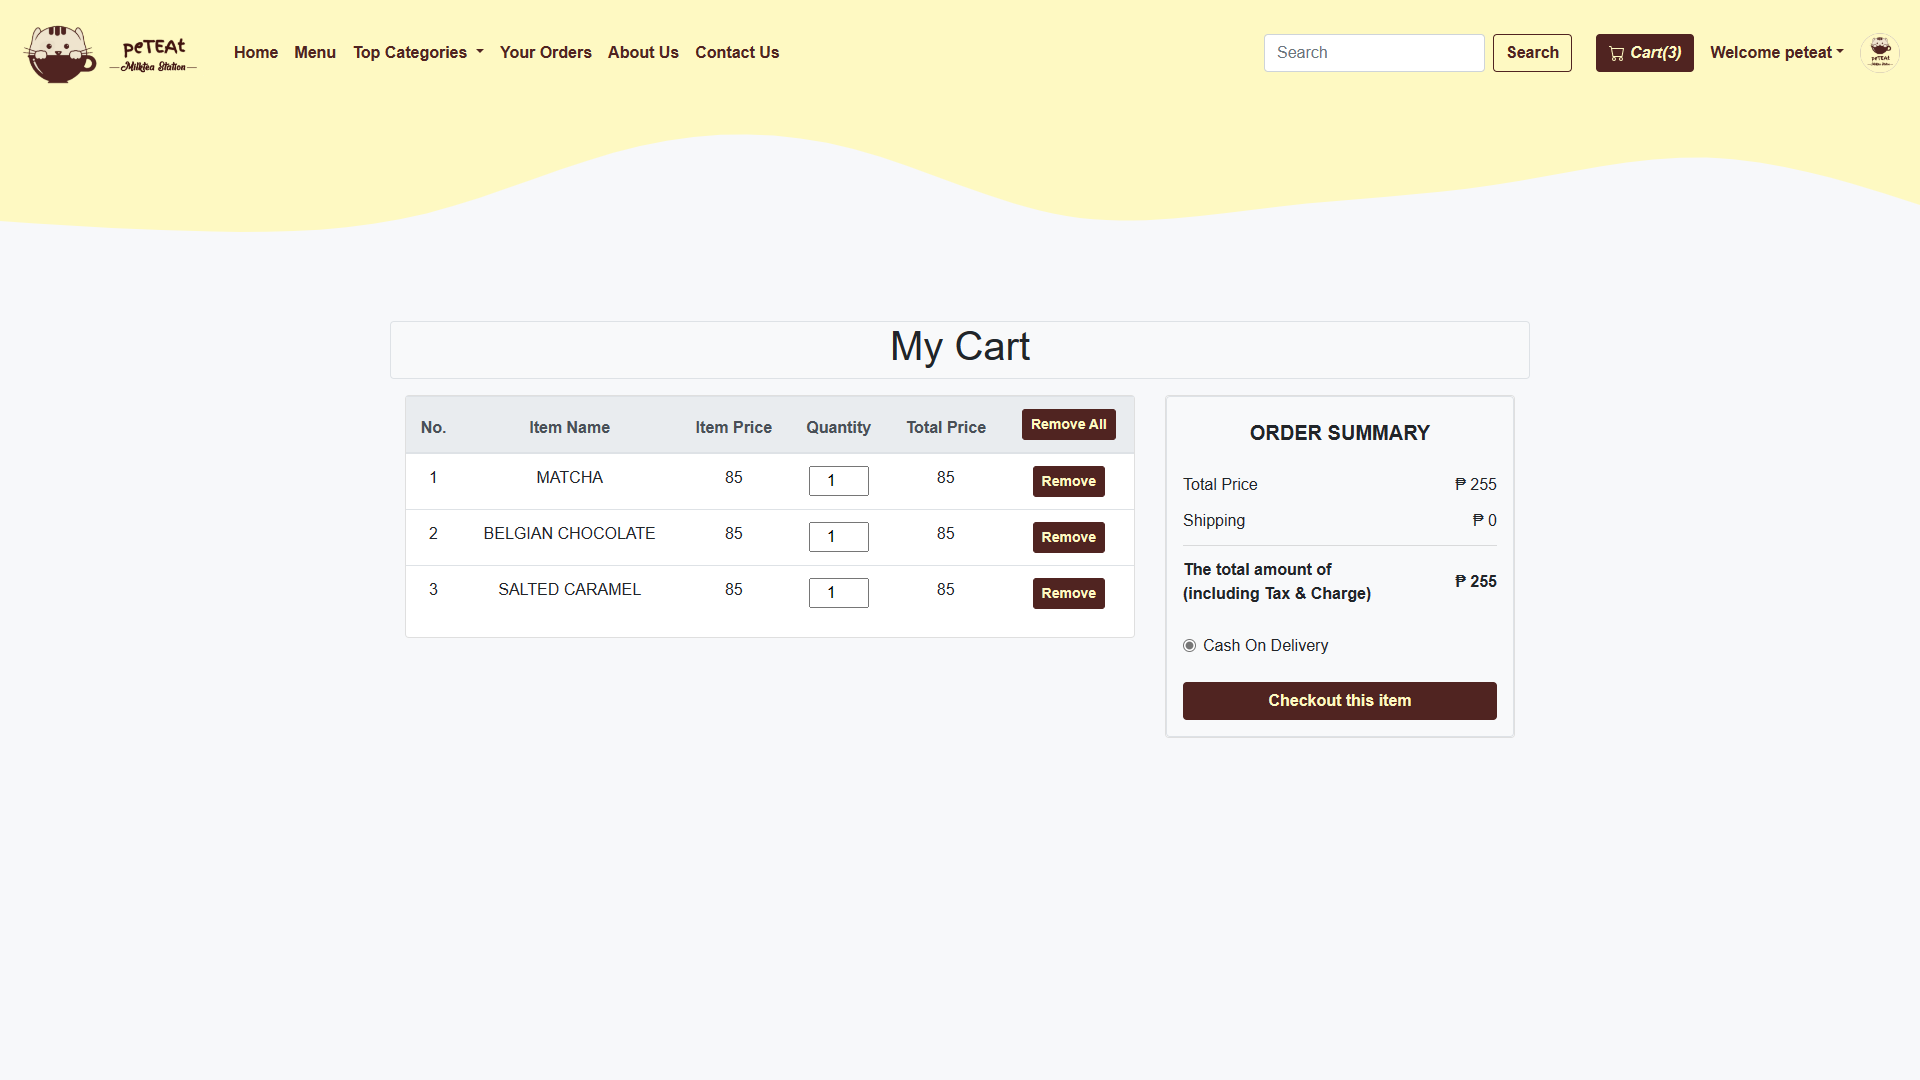 peTEAt
Milktea Station
Home Menu Top Categories Your Orders About Us Contact Us
Search Search Cart(3) Welcome peteat
My Cart
No. Item Name Item Price Quantity Total Price Remove All
1 MATCHA 85 1 85 Remove
2 BELGIAN CHOCOLATE 85 1 85 Remove
3 SALTED CARAMEL 85 1 85 Remove
ORDER SUMMARY
Total Price ₱ 255
Shipping ₱ 0
The total amount of
(including Tax & Charge) ₱ 255
Cash On Delivery
Checkout this item